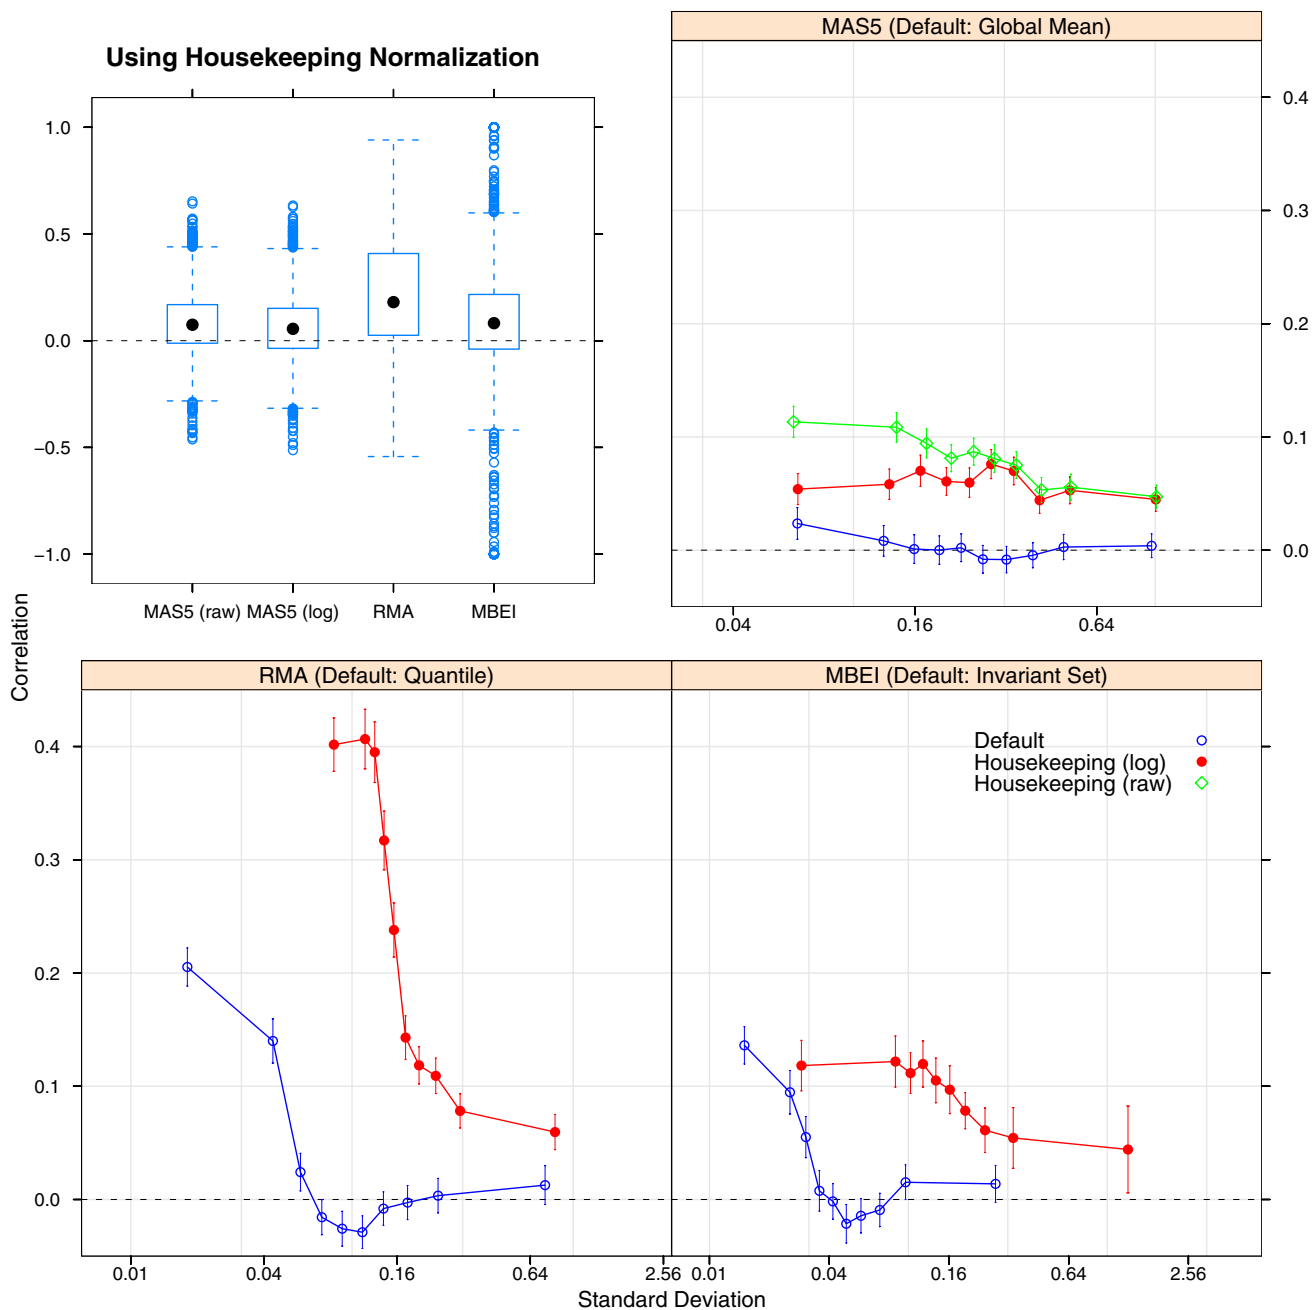 Using Housekeeping Normalization
1.0
0.5
0.0
−0.5
−1.0
MAS5 (raw) MAS5 (log) RMA MBEI
MAS5 (Default: Global Mean)
0.4
0.3
0.2
0.1
0.0
0.04 0.16 0.64
Correlation
RMA (Default: Quantile)
0.4
0.3
0.2
0.1
0.0
0.01 0.04 0.16 0.64 2.56
MBEI (Default: Invariant Set)
Default
Housekeeping (log)
Housekeeping (raw)
0.01 0.04 0.16 0.64 2.56
Standard Deviation